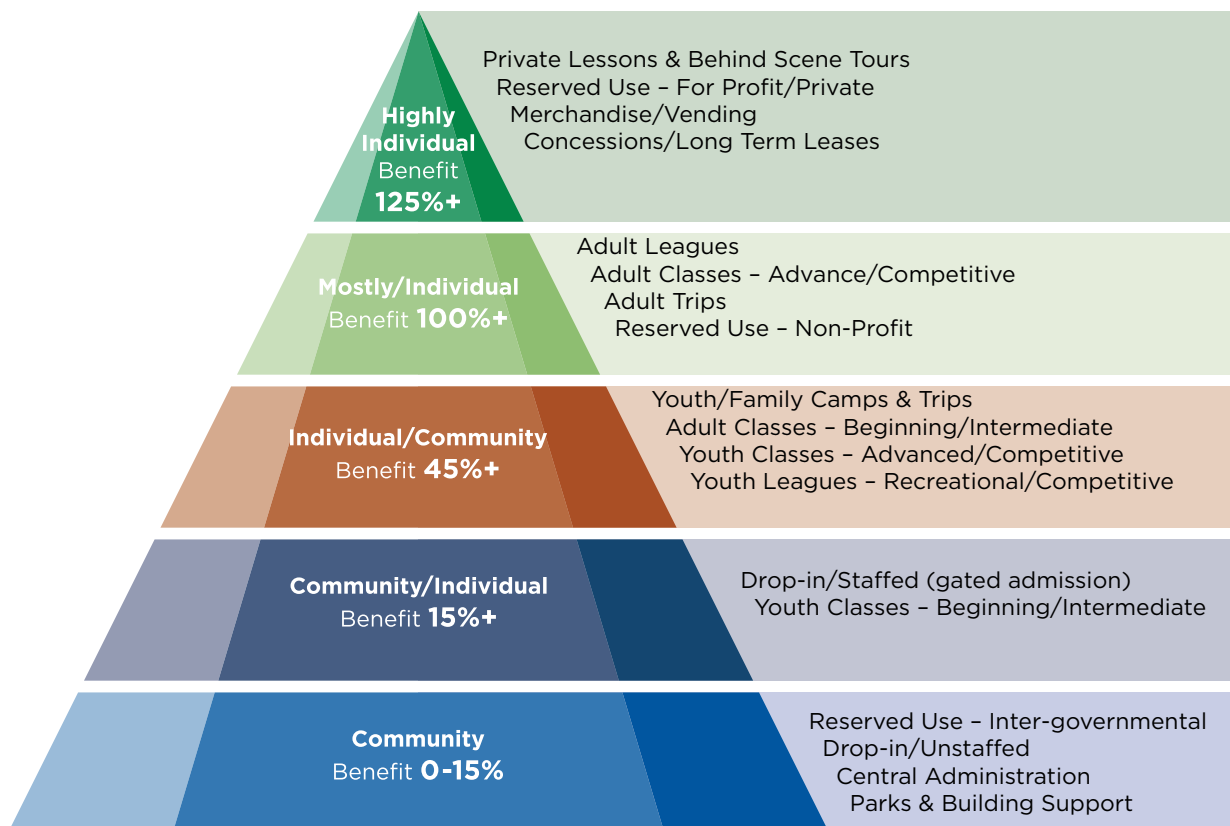 Highly
Individual
Benefit
125%+
Private Lessons & Behind Scene Tours
Reserved Use – For Profit/Private
Merchandise/Vending
Concessions/Long Term Leases
Mostly/Individual
Benefit 100%+
Adult Leagues
Adult Classes – Advance/Competitive
Adult Trips
Reserved Use – Non-Profit
Individual/Community
Benefit 45%+
Youth/Family Camps & Trips
Adult Classes – Beginning/Intermediate
Youth Classes – Advanced/Competitive
Youth Leagues – Recreational/Competitive
Community/Individual
Benefit 15%+
Drop-in/Staffed (gated admission)
Youth Classes – Beginning/Intermediate
Community
Benefit 0-15%
Reserved Use – Inter-governmental
Drop-in/Unstaffed
Central Administration
Parks & Building Support